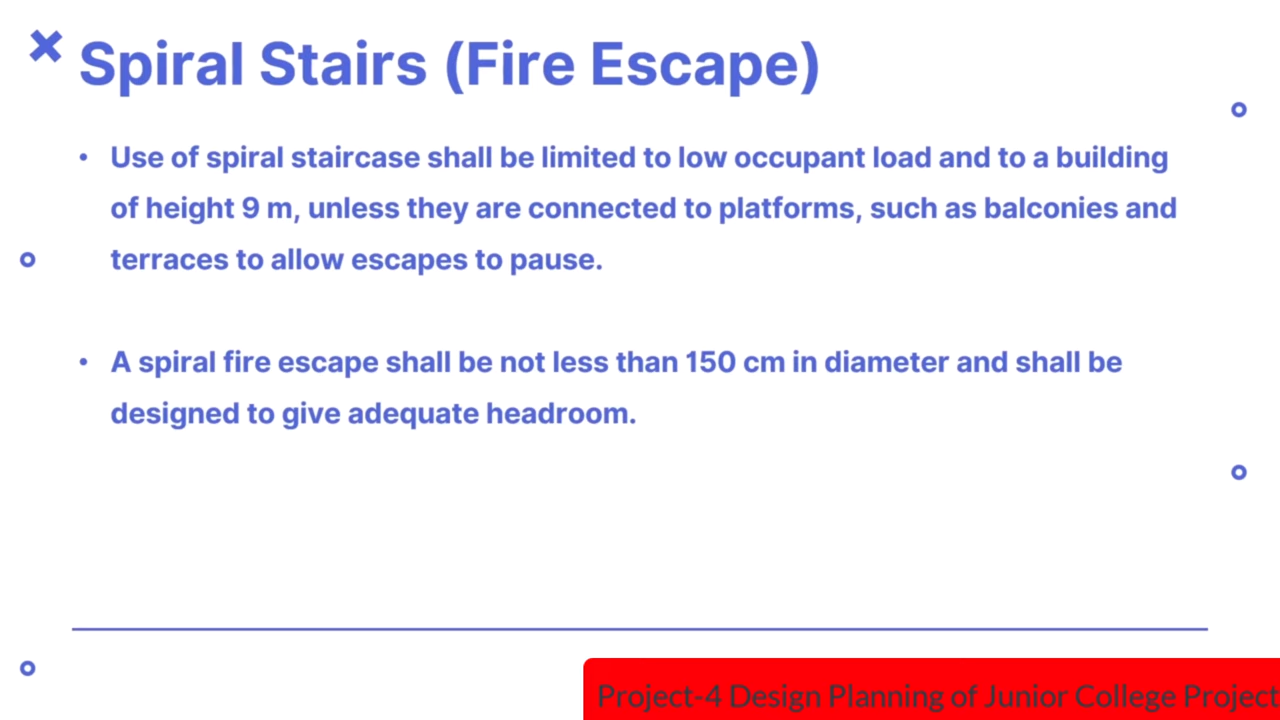 Spiral Stairs (Fire Escape)
• Use of spiral staircase shall be limited to low occupant load and to a building
of height 9 m, unless they are connected to platforms, such as balconies and
terraces to allow escapes to pause.
• A spiral fire escape shall be not less than 150 cm in diameter and shall be
designed to give adequate headroom.
Project-4 Design Planning of Junior College Project